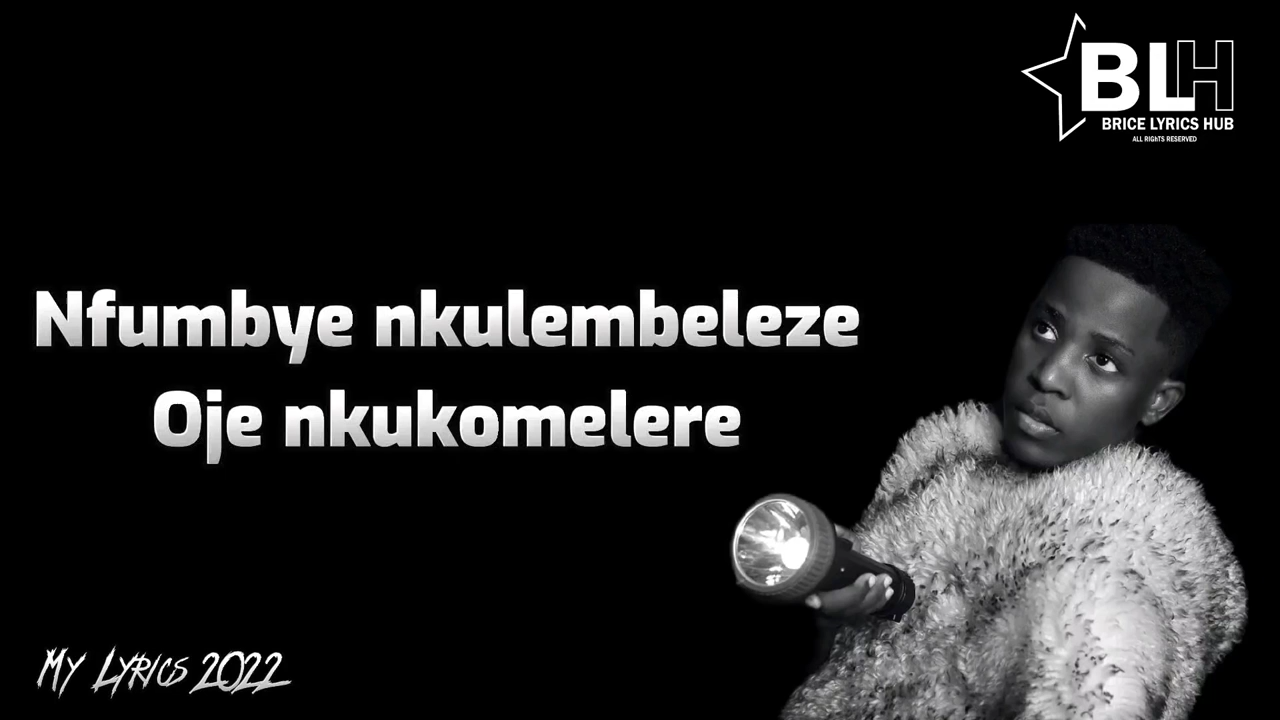 BLH
BRICE LYRICS HUB
ALL RIGHTS RESERVED
Nfumbye nkulembeleze
Oje nkukomelere
My Lyrics 2022